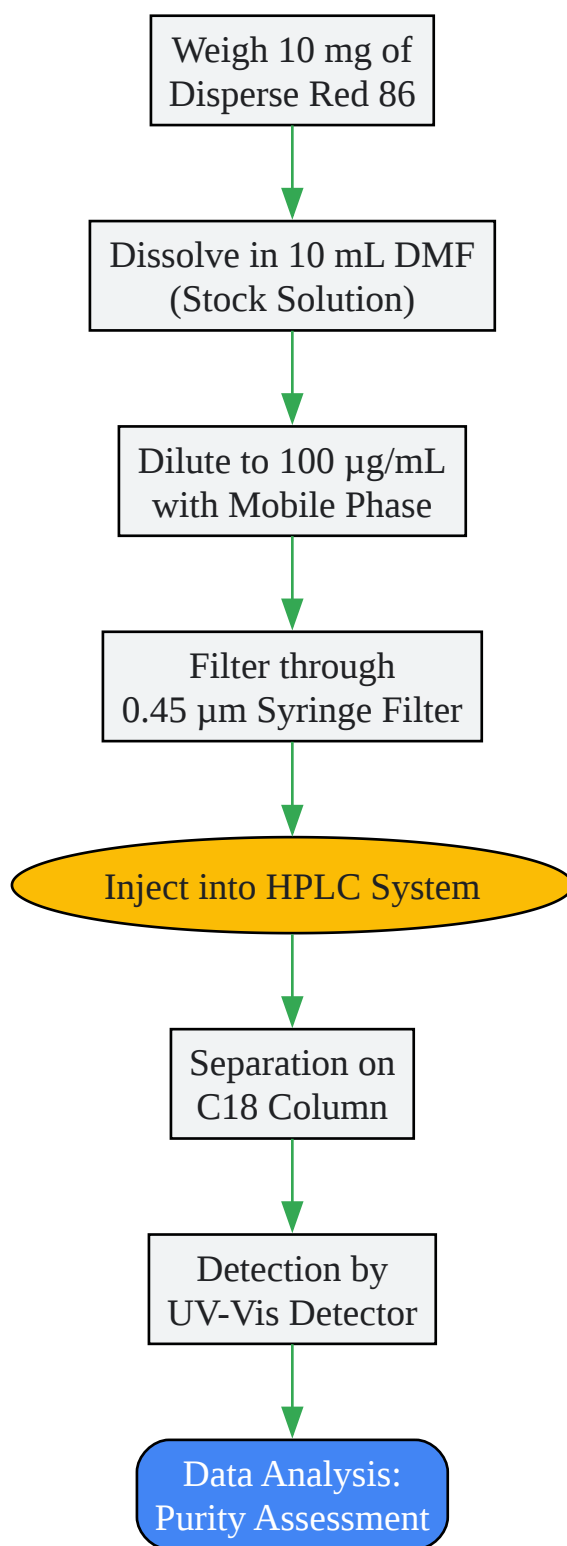 Weigh 10 mg of
Disperse Red 86
Dissolve in 10 mL DMF
(Stock Solution)
Dilute to 100 µg/mL
with Mobile Phase
Filter through
0.45 µm Syringe Filter
Inject into HPLC System
Separation on
C18 Column
Detection by
UV-Vis Detector
Data Analysis:
Purity Assessment